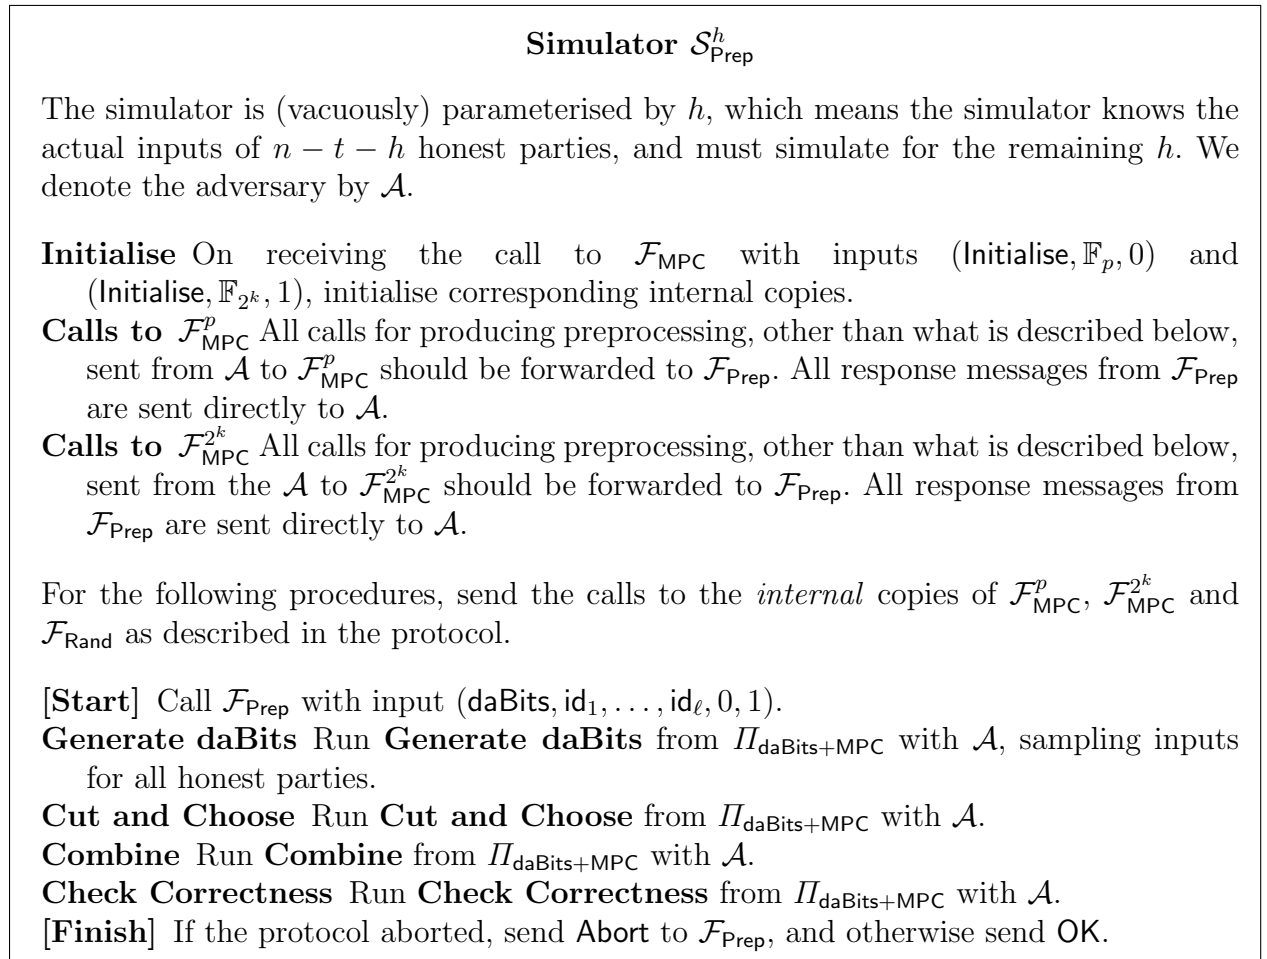 Simulator 𝒮^h_Prep
The simulator is (vacuously) parameterised by h, which means the simulator knows the
actual inputs of n − t − h honest parties, and must simulate for the remaining h. We
denote the adversary by 𝒜.
Initialise On receiving the call to ℱ_MPC with inputs (Initialise, 𝔽_p, 0) and
(Initialise, 𝔽_{2^k}, 1), initialise corresponding internal copies.
Calls to ℱ^p_MPC All calls for producing preprocessing, other than what is described below,
sent from 𝒜 to ℱ^p_MPC should be forwarded to ℱ_Prep. All response messages from ℱ_Prep
are sent directly to 𝒜.
Calls to ℱ^{2^k}_MPC All calls for producing preprocessing, other than what is described below,
sent from the 𝒜 to ℱ^{2^k}_MPC should be forwarded to ℱ_Prep. All response messages from
ℱ_Prep are sent directly to 𝒜.
For the following procedures, send the calls to the internal copies of ℱ^p_MPC, ℱ^{2^k}_MPC and
ℱ_Rand as described in the protocol.
[Start] Call ℱ_Prep with input (daBits, id_1, . . . , id_ℓ, 0, 1).
Generate daBits Run Generate daBits from Π_daBits+MPC with 𝒜, sampling inputs
for all honest parties.
Cut and Choose Run Cut and Choose from Π_daBits+MPC with 𝒜.
Combine Run Combine from Π_daBits+MPC with 𝒜.
Check Correctness Run Check Correctness from Π_daBits+MPC with 𝒜.
[Finish] If the protocol aborted, send Abort to ℱ_Prep, and otherwise send OK.